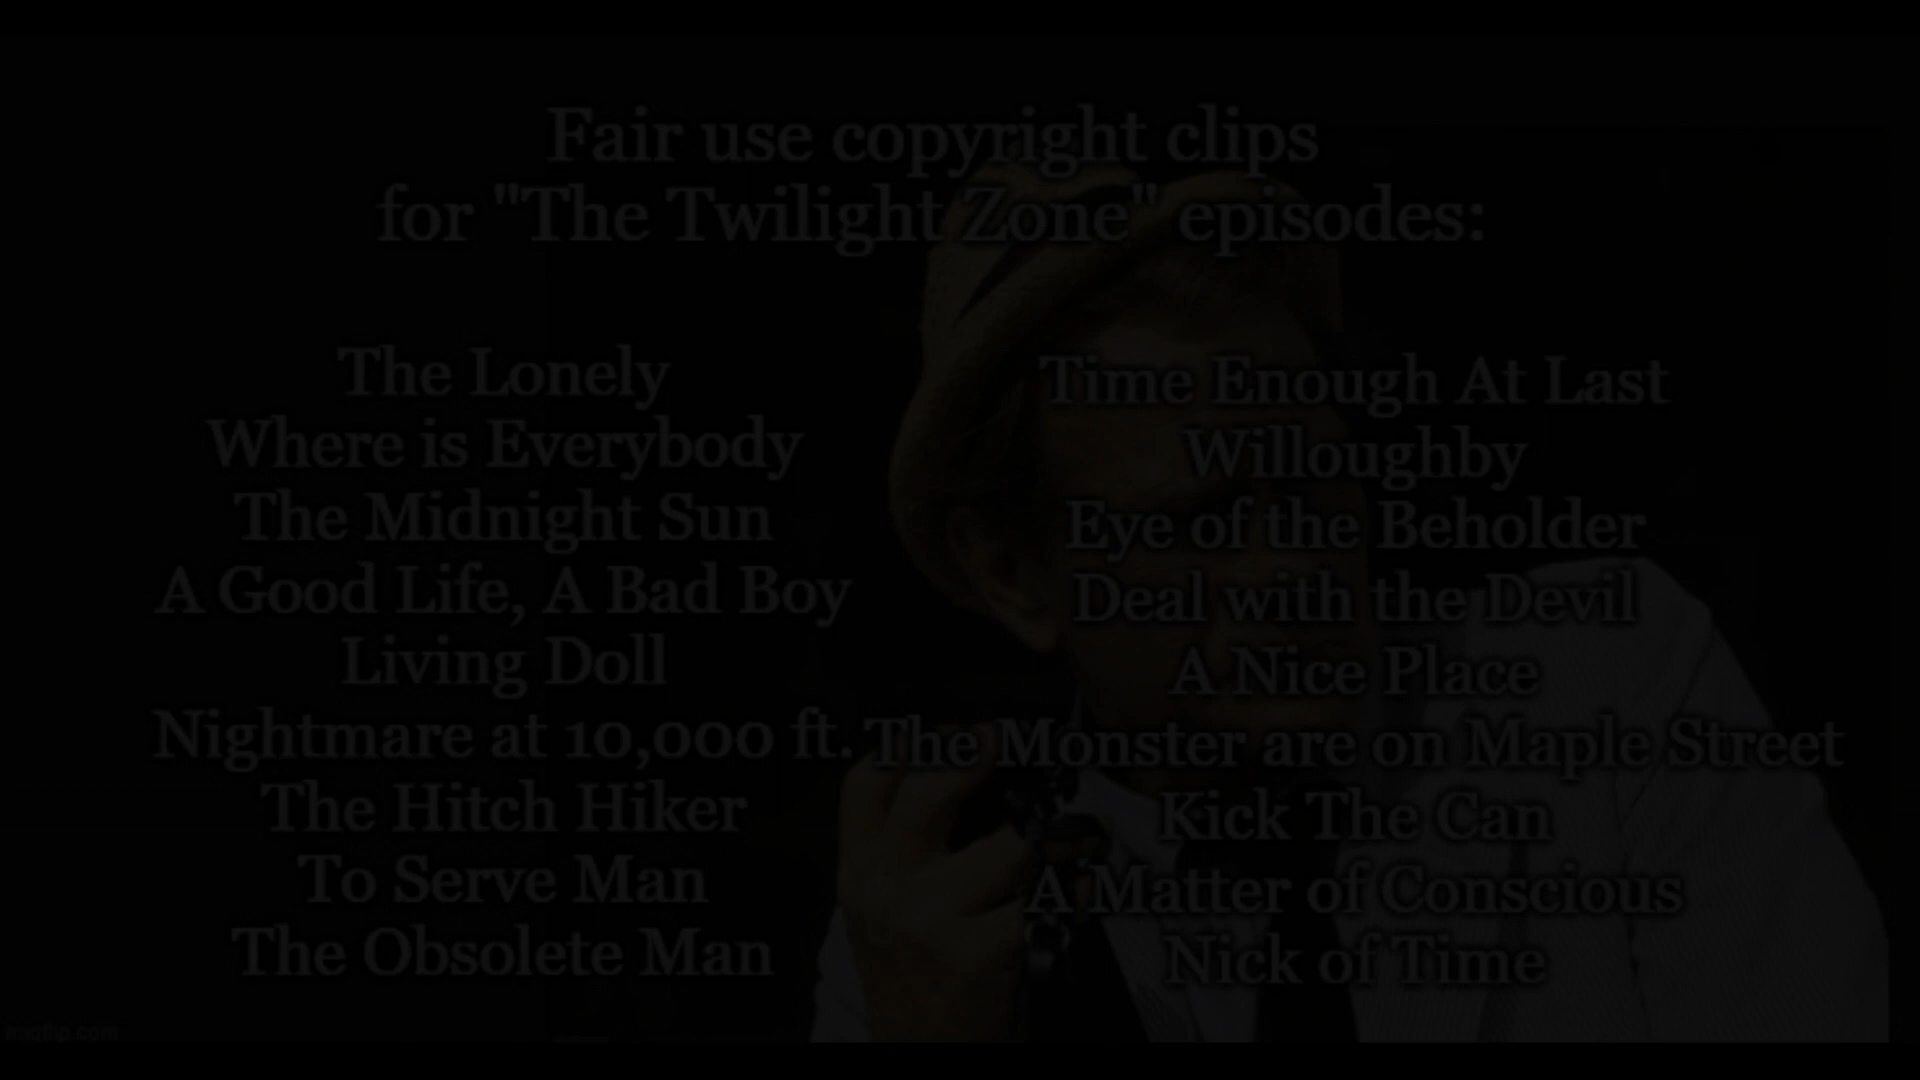 Fair use copyright clips
for "The Twilight Zone" episodes:
The Lonely
Where is Everybody
The Midnight Sun
A Good Life, A Bad Boy
Living Doll
Nightmare at 10,000 ft.
The Hitch Hiker
To Serve Man
The Obsolete Man
Time Enough At Last
Willoughby
Eye of the Beholder
Deal with the Devil
A Nice Place
The Monster are on Maple Street
Kick The Can
A Matter of Conscious
Nick of Time